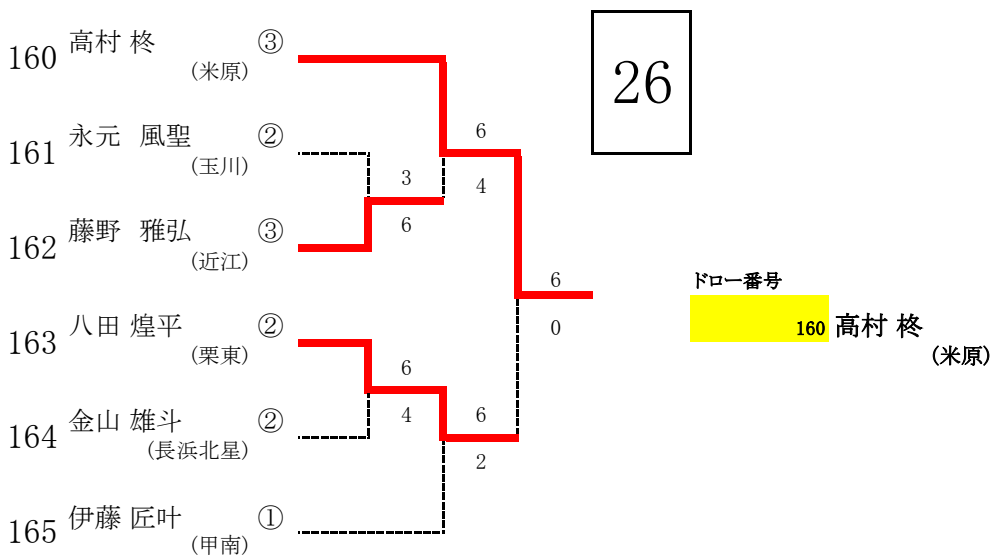 26
160 高村 柊 ③
(米原)
6
161 永元 風聖 ②
(玉川)
3
4
6
162 藤野 雅弘 ③
(近江)
6
0
ドロー番号
160 高村 柊
(米原)
163 八田 煌平 ②
(栗東)
6
4
6
164 金山 雄斗 ②
(長浜北星)
2
165 伊藤 匠叶 ①
(甲南)